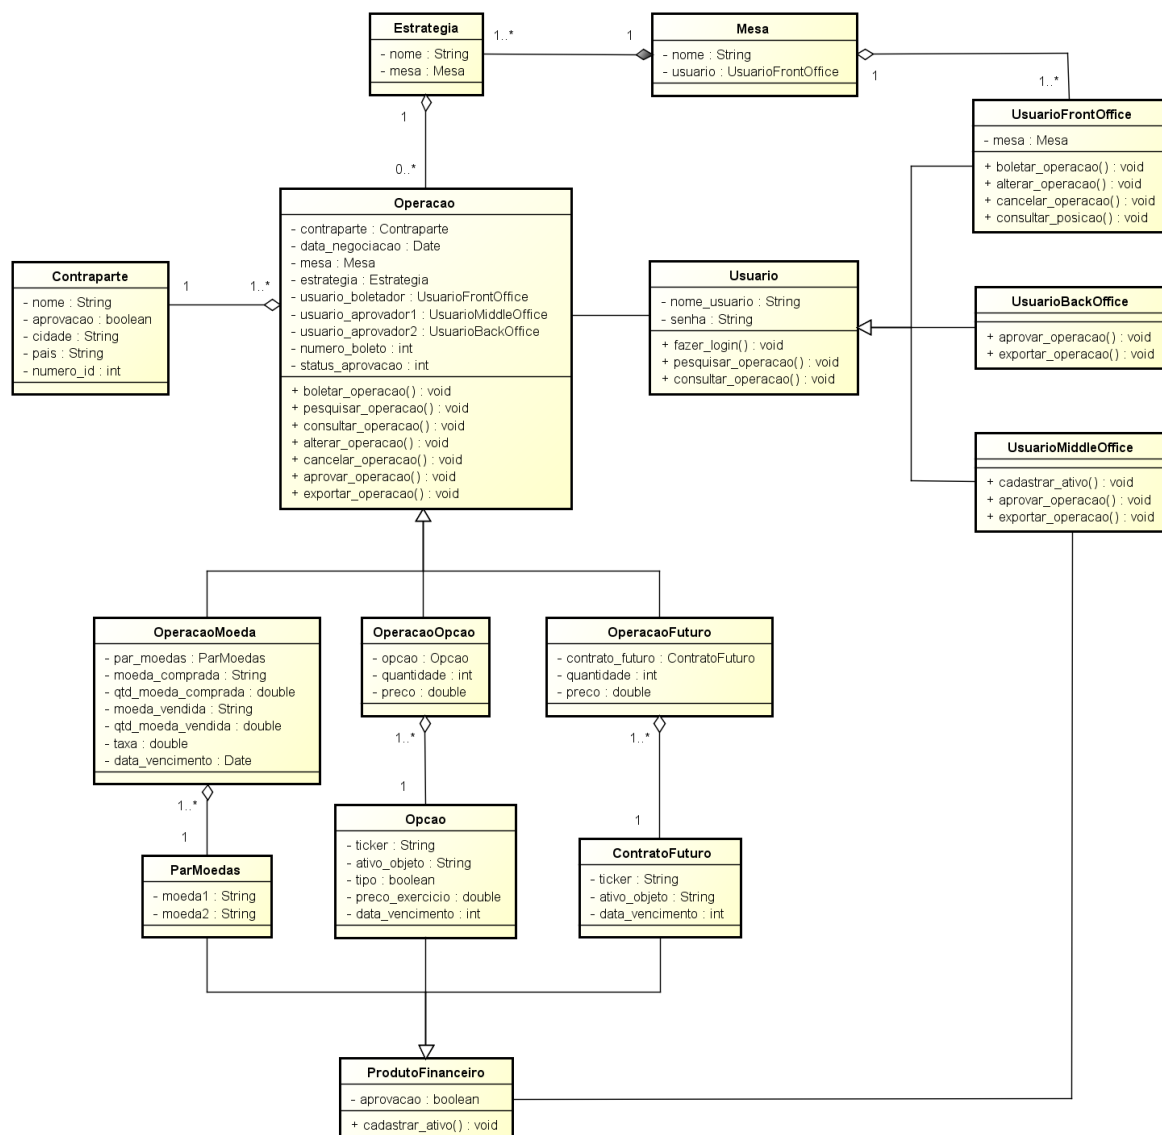 Estrategia
- nome : String
- mesa : Mesa
1..*
1
Mesa
- nome : String
- usuario : UsuarioFrontOffice
1
1..*
1
0..*
UsuarioFrontOffice
- mesa : Mesa
+ boletar_operacao() : void
+ alterar_operacao() : void
+ cancelar_operacao() : void
+ consultar_posicao() : void
Operacao
- contraparte : Contraparte
- data_negociacao : Date
- mesa : Mesa
- estrategia : Estrategia
- usuario_boletador : UsuarioFrontOffice
- usuario_aprovador1 : UsuarioMiddleOffice
- usuario_aprovador2 : UsuarioBackOffice
- numero_boleto : int
- status_aprovacao : int
+ boletar_operacao() : void
+ pesquisar_operacao() : void
+ consultar_operacao() : void
+ alterar_operacao() : void
+ cancelar_operacao() : void
+ aprovar_operacao() : void
+ exportar_operacao() : void
Contraparte
- nome : String
- aprovacao : boolean
- cidade : String
- pais : String
- numero_id : int
1
1..*
Usuario
- nome_usuario : String
- senha : String
+ fazer_login() : void
+ pesquisar_operacao() : void
+ consultar_operacao() : void
UsuarioBackOffice
+ aprovar_operacao() : void
+ exportar_operacao() : void
UsuarioMiddleOffice
+ cadastrar_ativo() : void
+ aprovar_operacao() : void
+ exportar_operacao() : void
OperacaoMoeda
- par_moedas : ParMoedas
- moeda_comprada : String
- qtd_moeda_comprada : double
- moeda_vendida : String
- qtd_moeda_vendida : double
- taxa : double
- data_vencimento : Date
OperacaoOpcao
- opcao : Opcao
- quantidade : int
- preco : double
OperacaoFuturo
- contrato_futuro : ContratoFuturo
- quantidade : int
- preco : double
1..*
1
1..*
1
1..*
1
ParMoedas
- moeda1 : String
- moeda2 : String
Opcao
- ticker : String
- ativo_objeto : String
- tipo : boolean
- preco_exercicio : double
- data_vencimento : int
ContratoFuturo
- ticker : String
- ativo_objeto : String
- data_vencimento : int
ProdutoFinanceiro
- aprovacao : boolean
+ cadastrar_ativo() : void